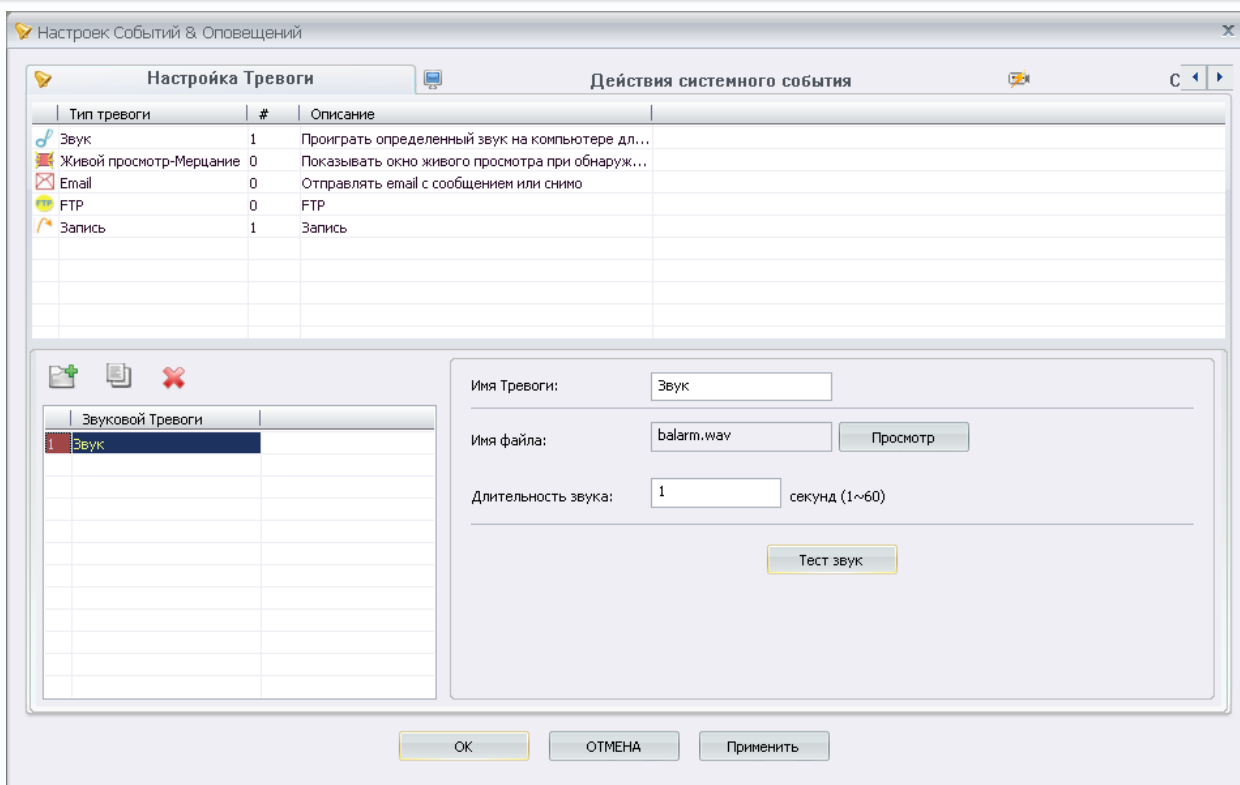 Настроек Событий & Оповещений
Настройка Тревоги Действия системного события С
Тип тревоги # Описание
Звук 1 Проиграть определенный звук на компьютере дл...
Живой просмотр-Мерцание 0 Показывать окно живого просмотра при обнаруж...
Email 0 Отправлять email с сообщением или снимо
FTP FTP 0 FTP
Запись 1 Запись
Звуковой Тревоги
1 Звук
Имя Тревоги: Звук
Имя файла: balarm.wav Просмотр
Длительность звука: 1 секунд (1~60)
Тест звук
OK ОТМЕНА Применить